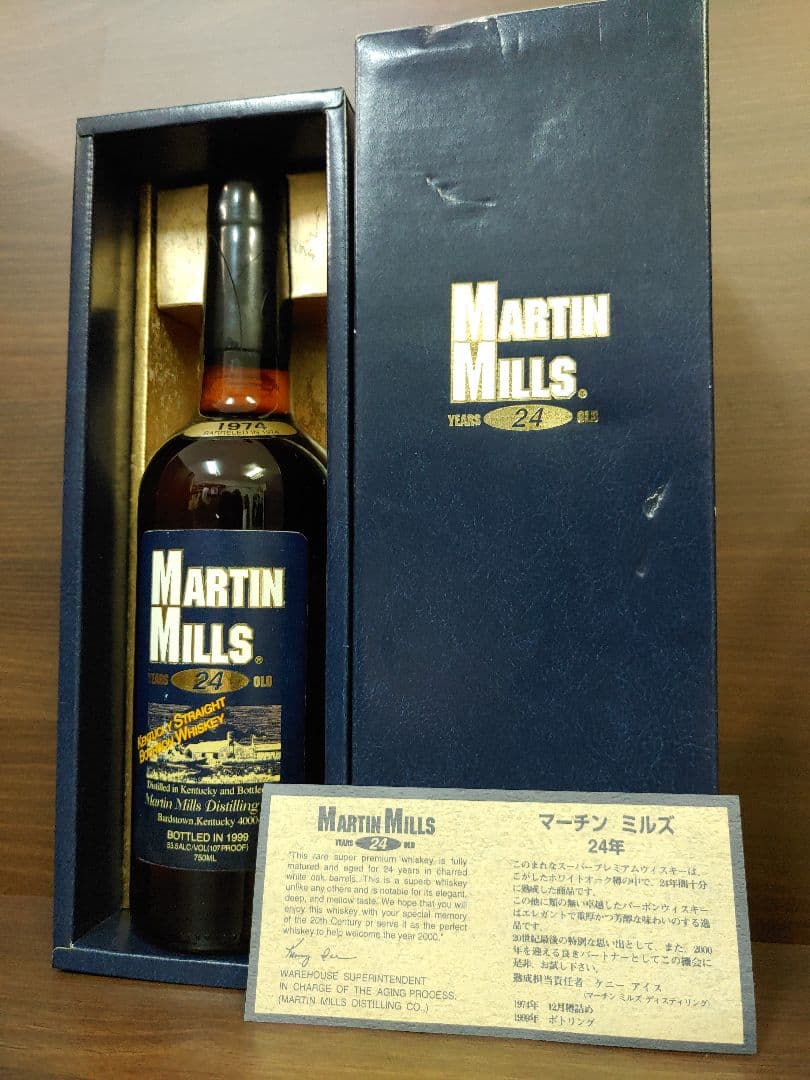 MARTIN
MILLS®
YEARS 24 OLD
1974
BARRELED IN 1974
MARTIN
MILLS®
YEARS 24 OLD
KENTUCKY STRAIGHT
BOURBON WHISKEY
Distilled in Kentucky and Bottled
Martin Mills Distilling
Bardstown, Kentucky 4000
BOTTLED IN 1999
53.5ALC/VOL(107PROOF)
750ML
MARTIN MILLS
YEARS 24 OLD
"This rare super premium whiskey is fully
matured and aged for 24 years in charred
white oak barrels. This is a superb whiskey
unlike any others and is notable for its elegant,
deep, and mellow taste. We hope that you will
enjoy this whiskey with your special memory
of the 20th Century or serve it as the perfect
whiskey to help welcome the year 2000."
WAREHOUSE SUPERINTENDENT
IN CHARGE OF THE AGING PROCESS.
(MARTIN MILLS DISTILLING CO.,)
マーチン ミルズ
24年
このまれなスーパープレミアムウィスキーは、
こがしたホワイトオーク樽の中で、24年間十分
に熟成した商品です。
この他に類の無い卓越したバーボンウィスキー
はエレガントで重厚かつ芳醇な味わいのする逸
品です。
20世紀最後の特別な思い出として、また、2000
年を迎える良きパートナーとしてこの機会に
是非、お試し下さい。
熟成担当責任者 ケニー アイス
(マーチン ミルズ ディスティリング)
1974年 12月樽詰め
1999年 ボトリング